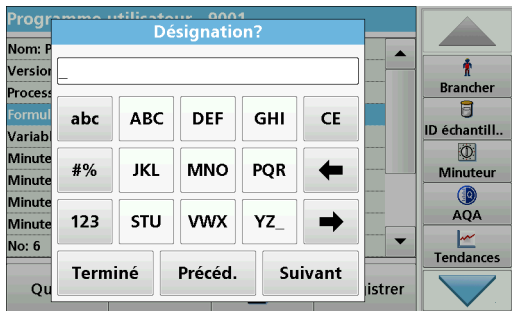 Programme utilisateur 9001
Désignation?
Nom: P
Version
Process
Formul
Variabl
Minute
Minute
Minute
Minute
No: 6
_
abc ABC DEF GHI CE
#% JKL MNO PQR
123 STU VWX YZ_
Terminé Précéd. Suivant
Qu
istrer
Brancher
ID échantill..
Minuteur
AQA
Tendances